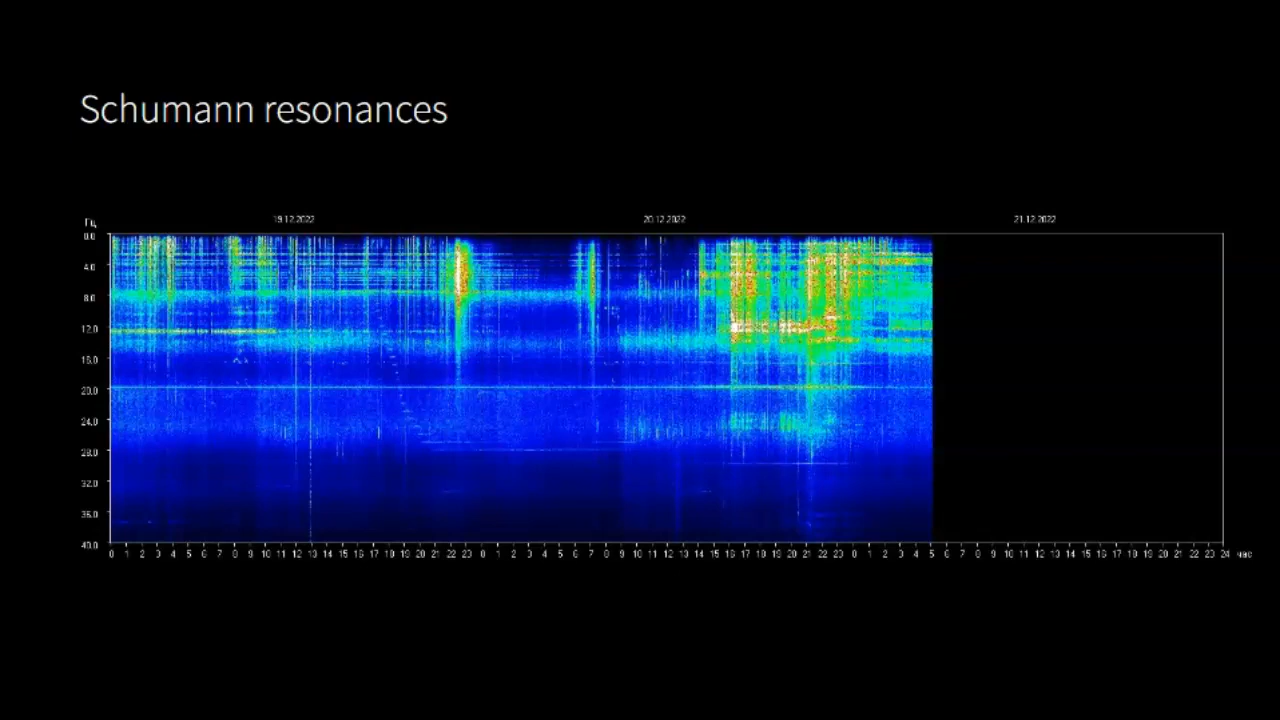 Schumann resonances
19.12.2022 20.12.2022 21.12.2022
Гц
0.0
4.0
8.0
12.0
16.0
20.0
24.0
28.0
32.0
36.0
40.0
0 1 2 3 4 5 6 7 8 9 10 11 12 13 14 15 16 17 18 19 20 21 22 23 0 1 2 3 4 5 6 7 8 9 10 11 12 13 14 15 16 17 18 19 20 21 22 23 0 1 2 3 4 5 6 7 8 9 10 11 12 13 14 15 16 17 18 19 20 21 22 23 24 час